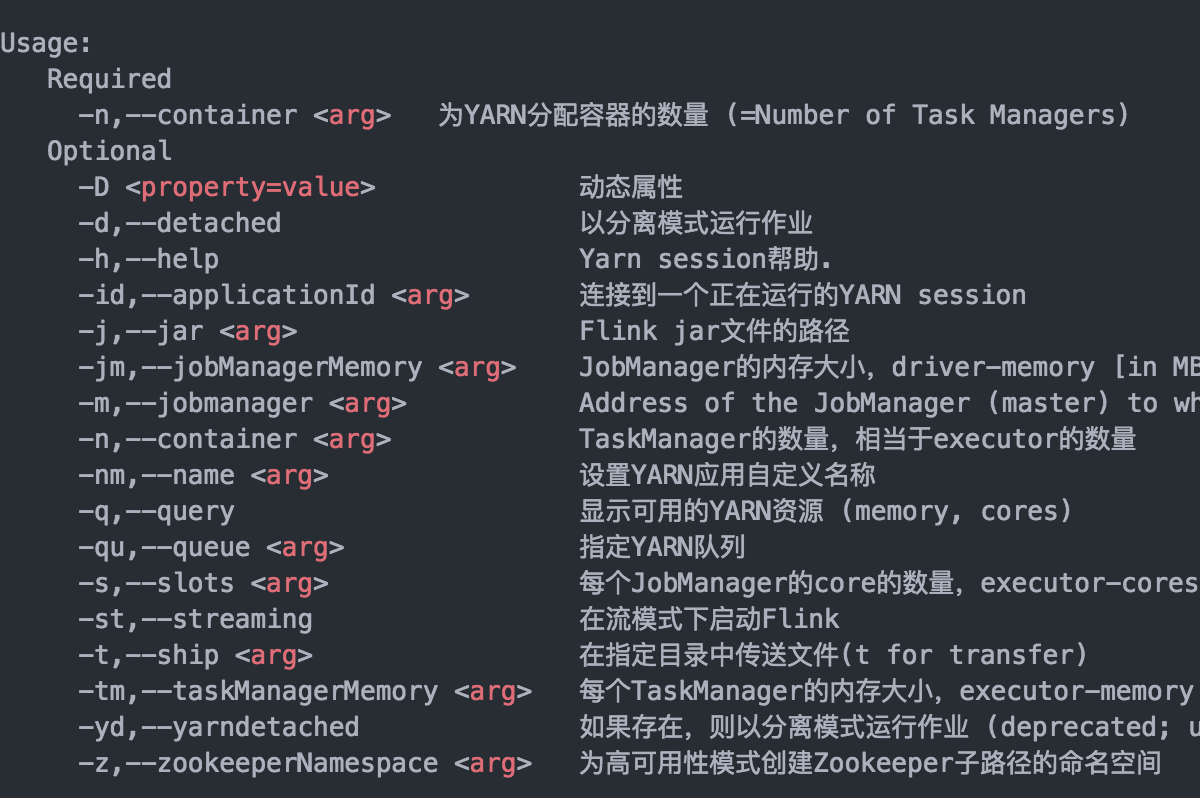 Usage:
Required
-n,--container <arg> 为YARN分配容器的数量 (=Number of Task Managers)
Optional
-D <property=value> 动态属性
-d,--detached 以分离模式运行作业
-h,--help Yarn session帮助.
-id,--applicationId <arg> 连接到一个正在运行的YARN session
-j,--jar <arg> Flink jar文件的路径
-jm,--jobManagerMemory <arg> JobManager的内存大小，driver-memory [in MB
-m,--jobmanager <arg> Address of the JobManager (master) to wh
-n,--container <arg> TaskManager的数量，相当于executor的数量
-nm,--name <arg> 设置YARN应用自定义名称
-q,--query 显示可用的YARN资源 (memory, cores)
-qu,--queue <arg> 指定YARN队列
-s,--slots <arg> 每个JobManager的core的数量，executor-cores
-st,--streaming 在流模式下启动Flink
-t,--ship <arg> 在指定目录中传送文件(t for transfer)
-tm,--taskManagerMemory <arg> 每个TaskManager的内存大小，executor-memory
-yd,--yarndetached 如果存在，则以分离模式运行作业 (deprecated; u
-z,--zookeeperNamespace <arg> 为高可用性模式创建Zookeeper子路径的命名空间